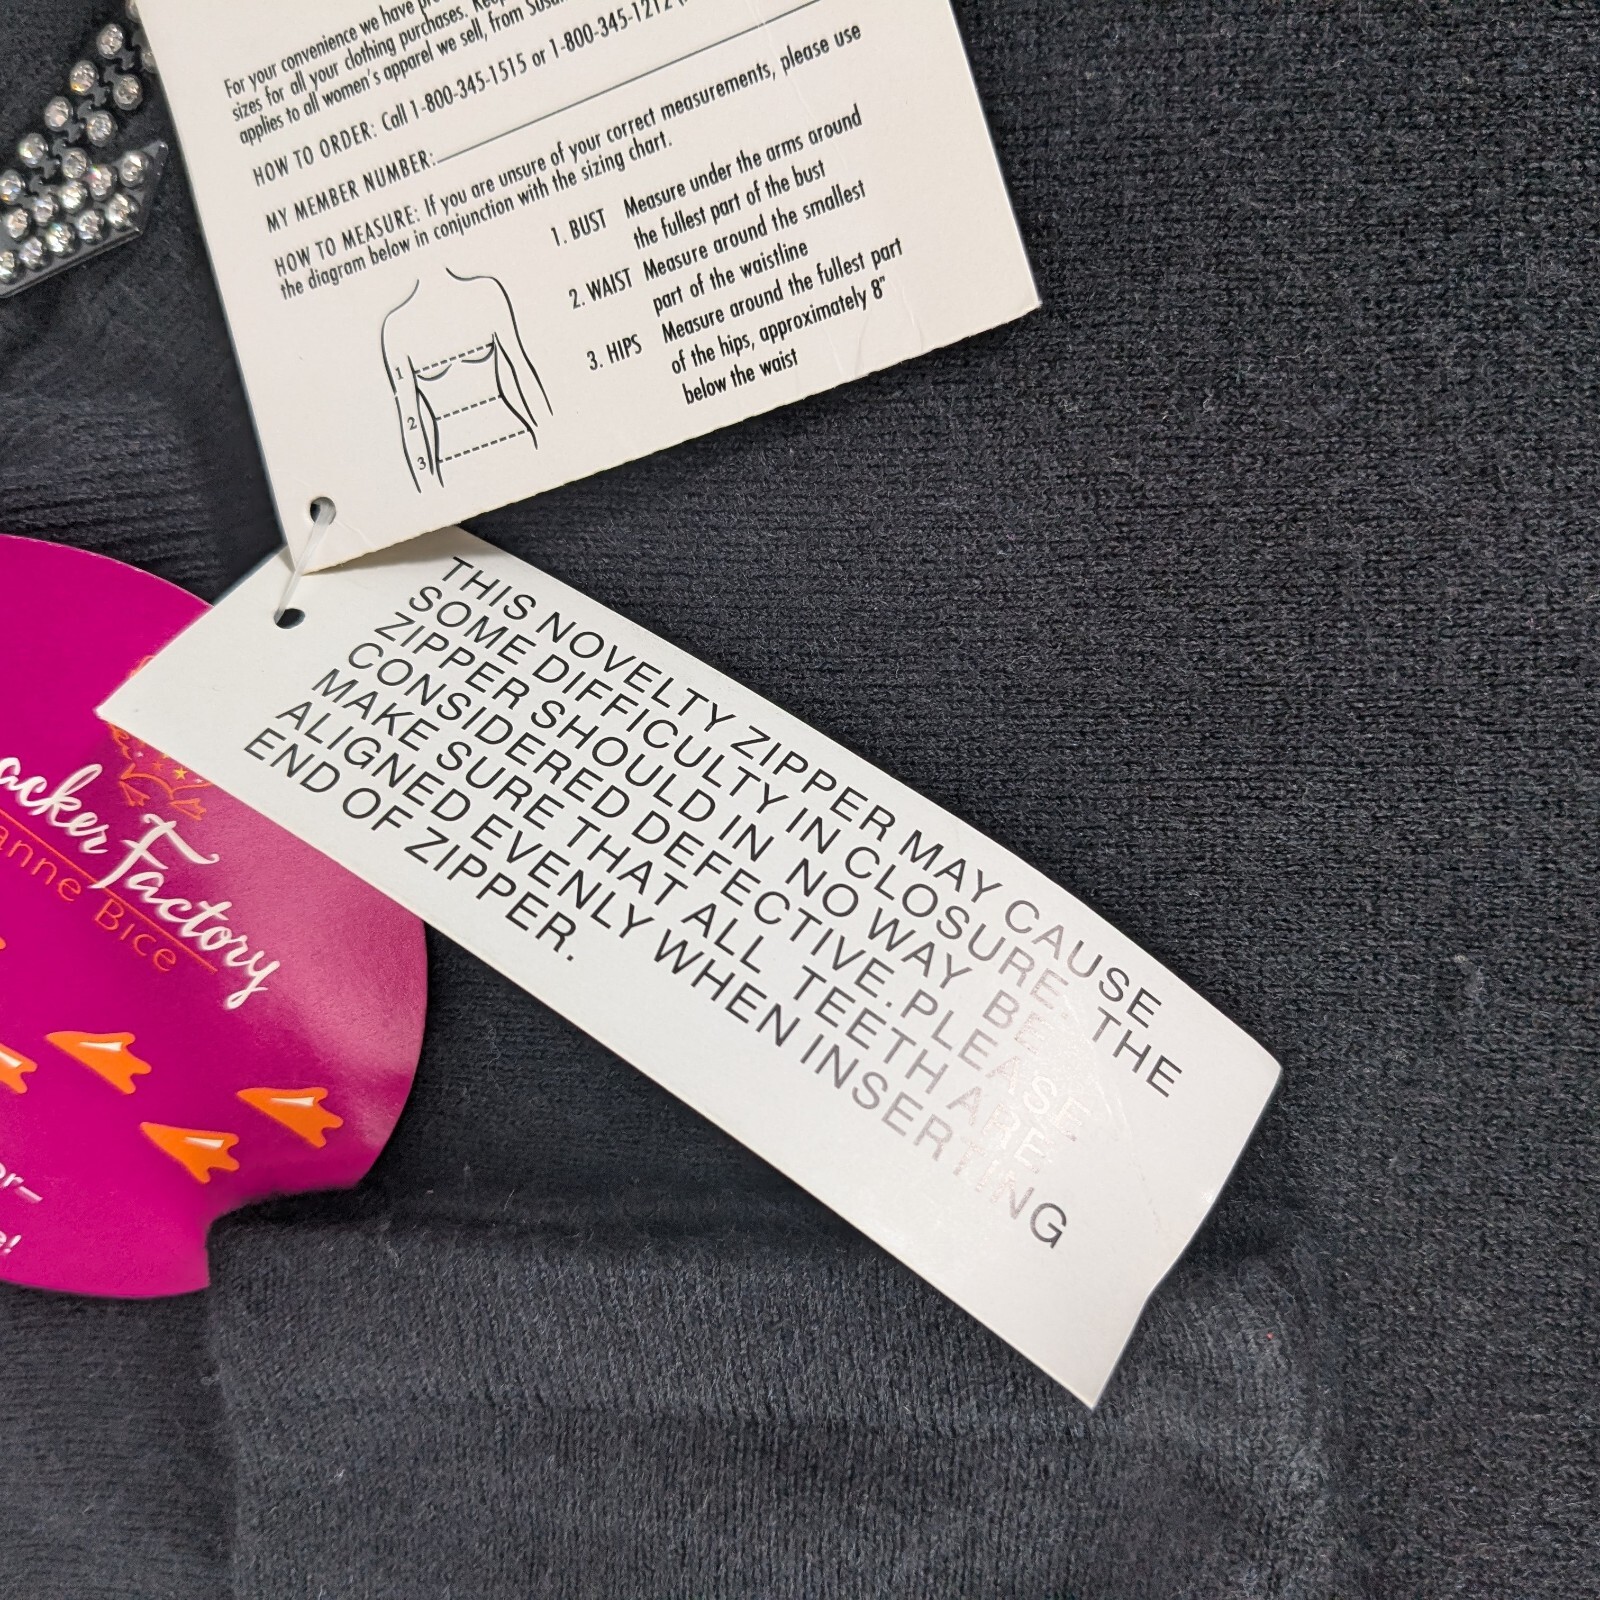 For your convenience we have
sizes for all your clothing purchases.
applies to all women's apparel we sell, from
HOW TO ORDER: Call 1-800-345-1515 or 1-800-345-1212
MY MEMBER NUMBER:
HOW TO MEASURE: If you are unsure of your correct measurements, please use
the diagram below in conjunction with the sizing chart.
1. BUST Measure under the arms around
the fullest part of the bust
2. WAIST Measure around the smallest
part of the waistline
3. HIPS Measure around the fullest part
of the hips, approximately 8"
below the waist
1
2
3
THIS NOVELTY ZIPPER MAY CAUSE
SOME DIFFICULTY IN CLOSURE. THE
ZIPPER SHOULD IN NO WAY BE
CONSIDERED DEFECTIVE. PLEASE
MAKE SURE THAT ALL TEETH ARE
ALIGNED EVENLY WHEN INSERTING
END OF ZIPPER.
acker Factory
anne Bice
or—
e!